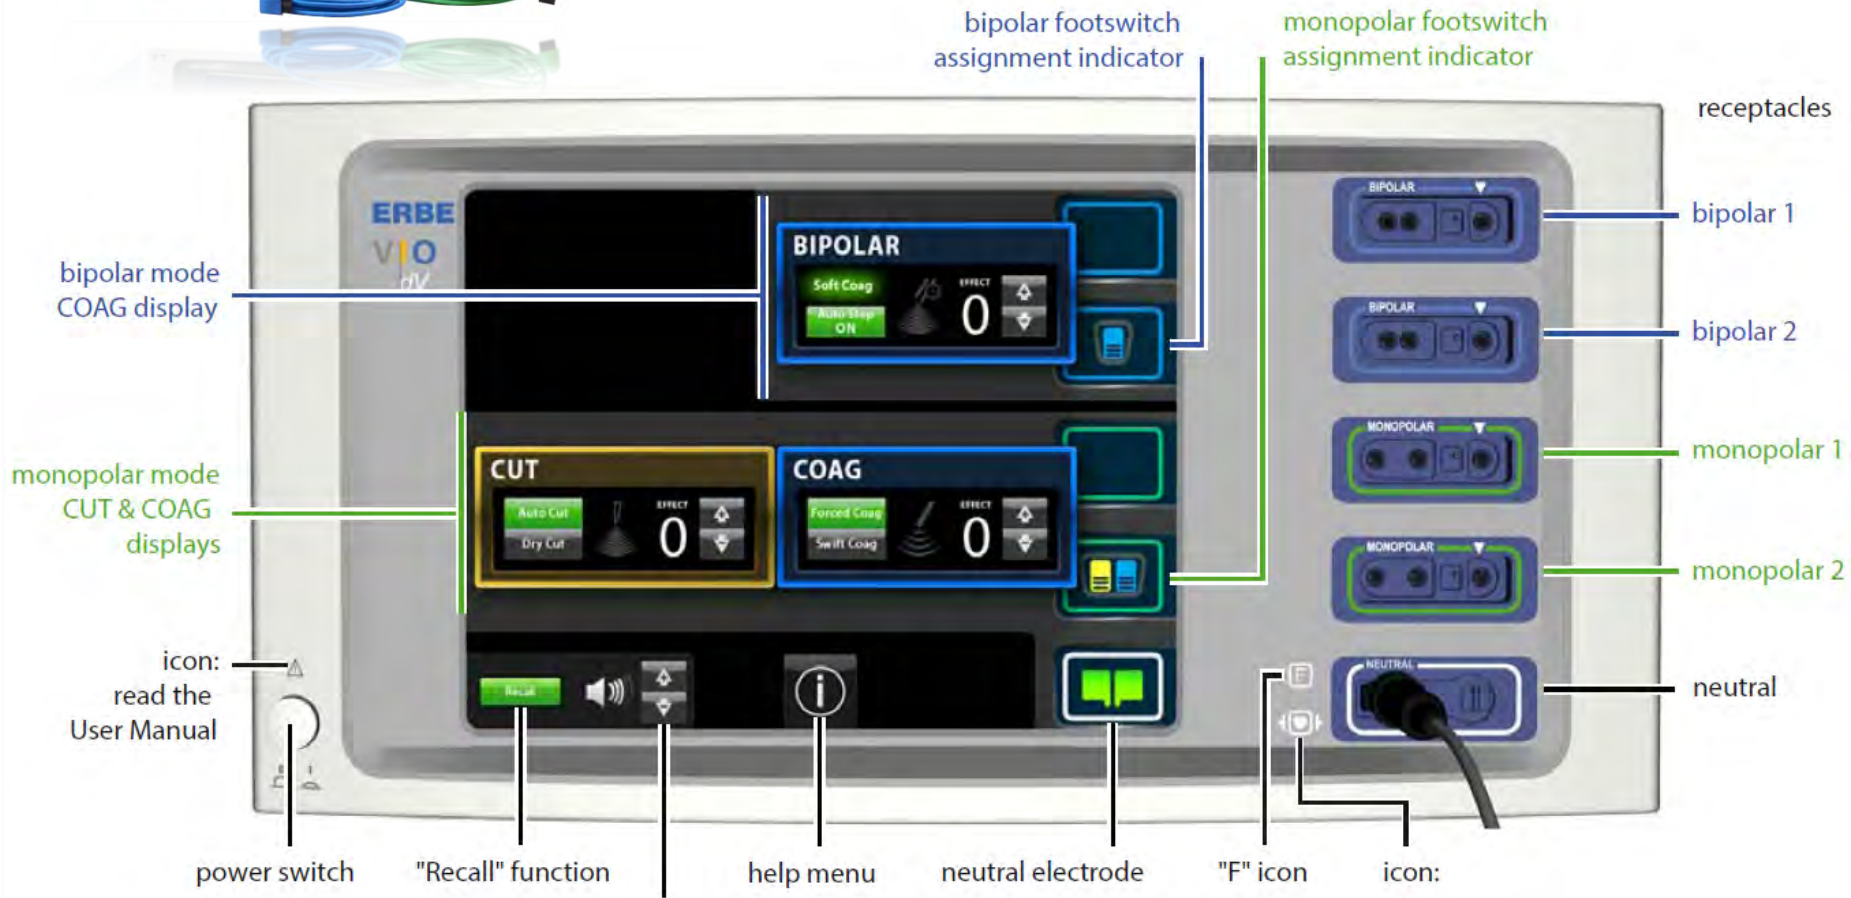 bipolar footswitch
assignment indicator
monopolar footswitch
assignment indicator
receptacles
ERBE
VIO
dV
BIPOLAR
Soft Coag
Auto Stop
ON
EFFECT
0
BIPOLAR
bipolar 1
bipolar mode
COAG display
BIPOLAR
bipolar 2
monopolar mode
CUT & COAG
displays
CUT
Auto Cut
Dry Cut
EFFECT
0
COAG
Forced Coag
Swift Coag
EFFECT
0
MONOPOLAR
monopolar 1
MONOPOLAR
monopolar 2
icon:
read the
User Manual
Recall
i
F
NEUTRAL
neutral
power switch
"Recall" function
help menu
neutral electrode
"F" icon
icon: